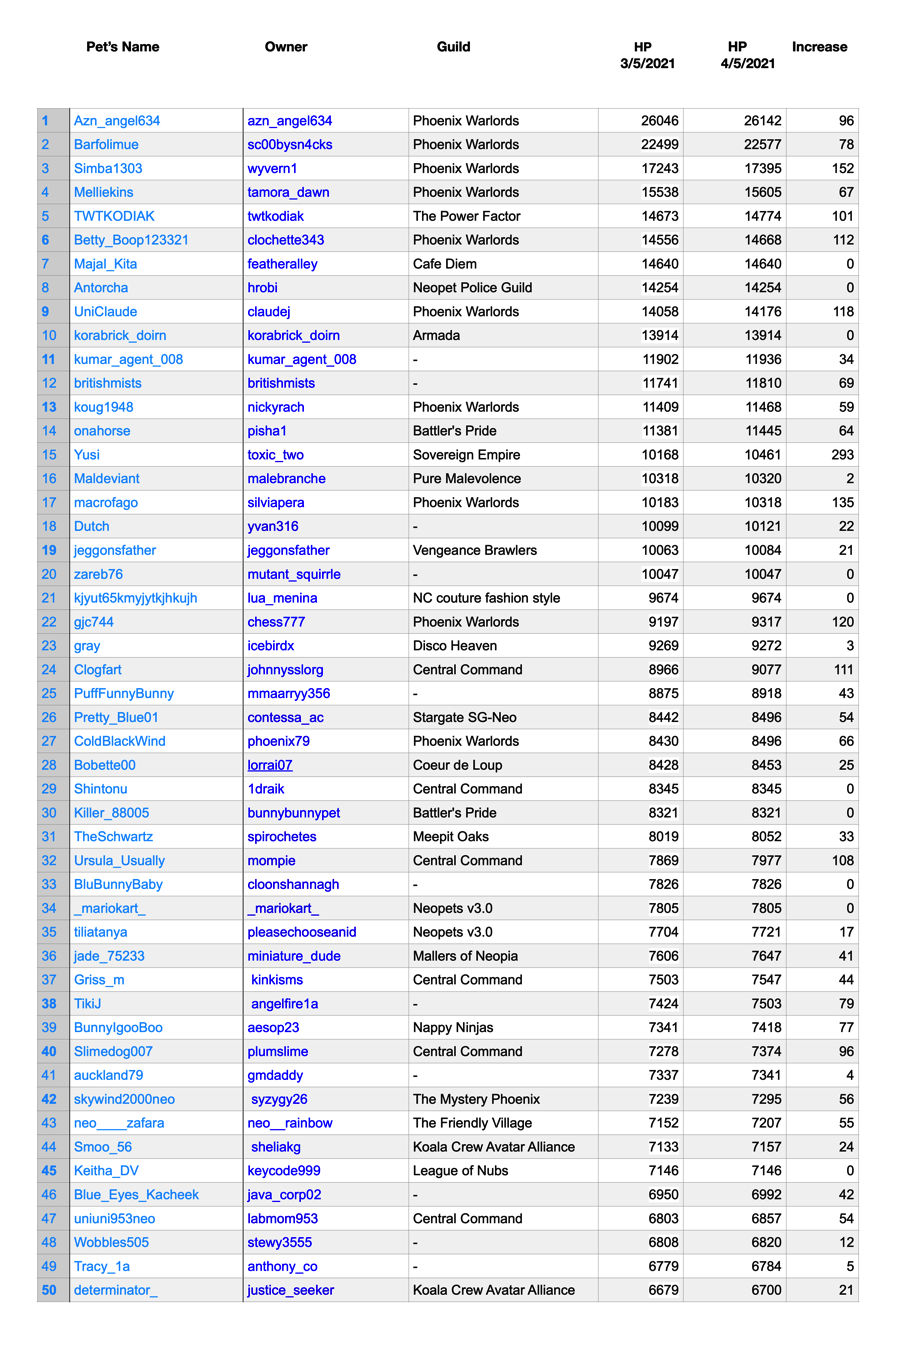 Pet's Name Owner Guild HP 3/5/2021 HP 4/5/2021 Increase
1 Azn_angel634 azn_angel634 Phoenix Warlords 26046 26142 96
2 Barfolimue sc00bysn4cks Phoenix Warlords 22499 22577 78
3 Simba1303 wyvern1 Phoenix Warlords 17243 17395 152
4 Melliekins tamora_dawn Phoenix Warlords 15538 15605 67
5 TWTKODIAK twtkodiak The Power Factor 14673 14774 101
6 Betty_Boop123321 clochette343 Phoenix Warlords 14556 14668 112
7 Majal_Kita featheralley Cafe Diem 14640 14640 0
8 Antorcha hrobi Neopet Police Guild 14254 14254 0
9 UniClaude claudej Phoenix Warlords 14058 14176 118
10 korabrick_doirn korabrick_doirn Armada 13914 13914 0
11 kumar_agent_008 kumar_agent_008 - 11902 11936 34
12 britishmists britishmists - 11741 11810 69
13 koug1948 nickyrach Phoenix Warlords 11409 11468 59
14 onahorse pisha1 Battler's Pride 11381 11445 64
15 Yusi toxic_two Sovereign Empire 10168 10461 293
16 Maldeviant malebranche Pure Malevolence 10318 10320 2
17 macrofago silviapera Phoenix Warlords 10183 10318 135
18 Dutch yvan316 - 10099 10121 22
19 jeggonsfather jeggonsfather Vengeance Brawlers 10063 10084 21
20 zareb76 mutant_squirrle - 10047 10047 0
21 kjyut65kmyjytkjhkujh lua_menina NC couture fashion style 9674 9674 0
22 gjc744 chess777 Phoenix Warlords 9197 9317 120
23 gray icebirdx Disco Heaven 9269 9272 3
24 Clogfart johnnysslorg Central Command 8966 9077 111
25 PuffFunnyBunny mmaarryy356 - 8875 8918 43
26 Pretty_Blue01 contessa_ac Stargate SG-Neo 8442 8496 54
27 ColdBlackWind phoenix79 Phoenix Warlords 8430 8496 66
28 Bobette00 lorrai07 Coeur de Loup 8428 8453 25
29 Shintonu 1draik Central Command 8345 8345 0
30 Killer_88005 bunnybunnypet Battler's Pride 8321 8321 0
31 TheSchwartz spirochetes Meepit Oaks 8019 8052 33
32 Ursula_Usually mompie Central Command 7869 7977 108
33 BluBunnyBaby cloonshannagh - 7826 7826 0
34 _mariokart_ _mariokart_ Neopets v3.0 7805 7805 0
35 tiliatanya pleasechooseanid Neopets v3.0 7704 7721 17
36 jade_75233 miniature_dude Mallers of Neopia 7606 7647 41
37 Griss_m kinkisms Central Command 7503 7547 44
38 TikiJ angelfire1a - 7424 7503 79
39 BunnyIgooBoo aesop23 Nappy Ninjas 7341 7418 77
40 Slimedog007 plumslime Central Command 7278 7374 96
41 auckland79 gmdaddy - 7337 7341 4
42 skywind2000neo syzygy26 The Mystery Phoenix 7239 7295 56
43 neo____zafara neo__rainbow The Friendly Village 7152 7207 55
44 Smoo_56 sheliakg Koala Crew Avatar Alliance 7133 7157 24
45 Keitha_DV keycode999 League of Nubs 7146 7146 0
46 Blue_Eyes_Kacheek java_corp02 - 6950 6992 42
47 uniuni953neo labmom953 Central Command 6803 6857 54
48 Wobbles505 stewy3555 - 6808 6820 12
49 Tracy_1a anthony_co - 6779 6784 5
50 determinator_ justice_seeker Koala Crew Avatar Alliance 6679 6700 21